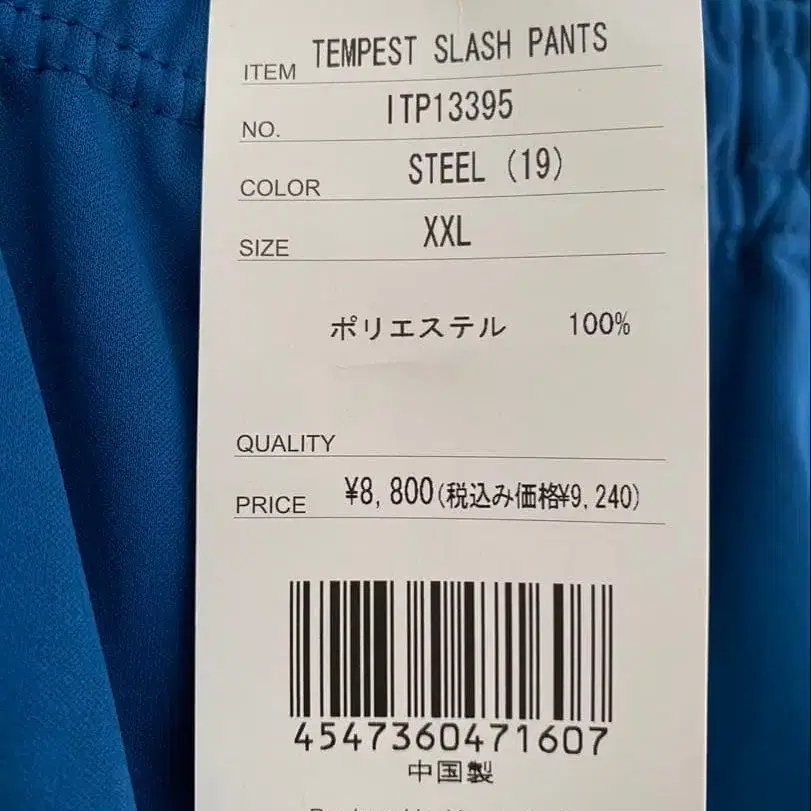 ITEM TEMPEST SLASH PANTS
NO. ITP13395
COLOR STEEL (19)
SIZE XXL
ポリエステル 100%
QUALITY
PRICE ¥8,800(税込み価格¥9,240)
4547360471607
中国製